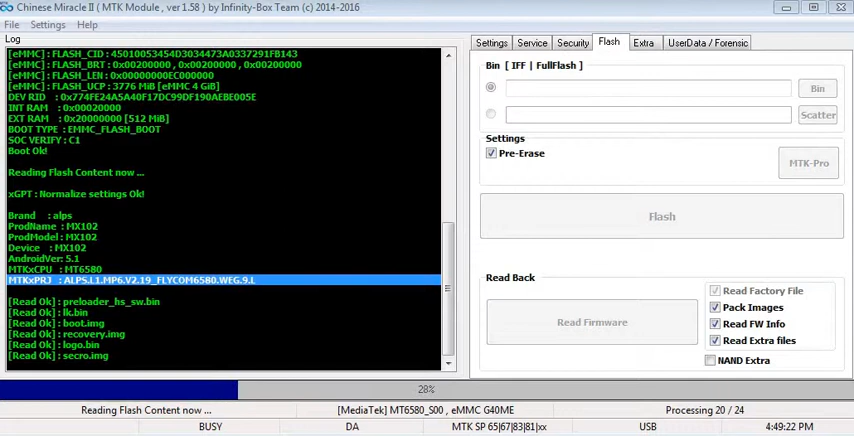 Chinese Miracle II ( MTK Module , ver 1.58 ) by Infinity-Box Team (c) 2014-2016
File Settings Help
Log
[eMMC] : FLASH_CID : 45010053454D3034473A0337291FB143
[eMMC] : FLASH_BRT : 0x00200000 , 0x00200000 , 0x00200000
[eMMC] : FLASH_LEN : 0x00000000EC000000
[eMMC] : FLASH_UCP : 3776 MiB [eMMC 4 GiB]
DEV RID : 0x774FE24A5A40F17DC99DF190AEBE005E
INT RAM : 0x00020000
EXT RAM : 0x20000000 [512 MiB]
BOOT TYPE : EMMC_FLASH_BOOT
SOC VERIFY : C1
Boot Ok!
Reading Flash Content now ...
xGPT : Normalize settings Ok!
Brand : alps
ProdName : MX102
ProdModel : MX102
Device : MX102
AndroidVer: 5.1
MTKxCPU : MT6580
MTKxPRJ : ALPS.L1.MP6.V2.19_FLYCOM6580.WEG.9.L
[Read Ok] : preloader_hs_sw.bin
[Read Ok] : lk.bin
[Read Ok] : boot.img
[Read Ok] : recovery.img
[Read Ok] : logo.bin
[Read Ok] : secro.img
Settings Service Security Flash Extra UserData / Forensic
Bin [ IFF | FullFlash ]
Bin
Scatter
Settings
Pre-Erase
MTK-Pro
Flash
Read Back
Read Firmware
Read Factory File
Pack Images
Read FW Info
Read Extra files
NAND Extra
28%
Reading Flash Content now ... [MediaTek] MT6580_S00 , eMMC G40ME Processing 20 / 24
BUSY DA MTK SP 65|67|83|81|xx USB 4:49:22 PM